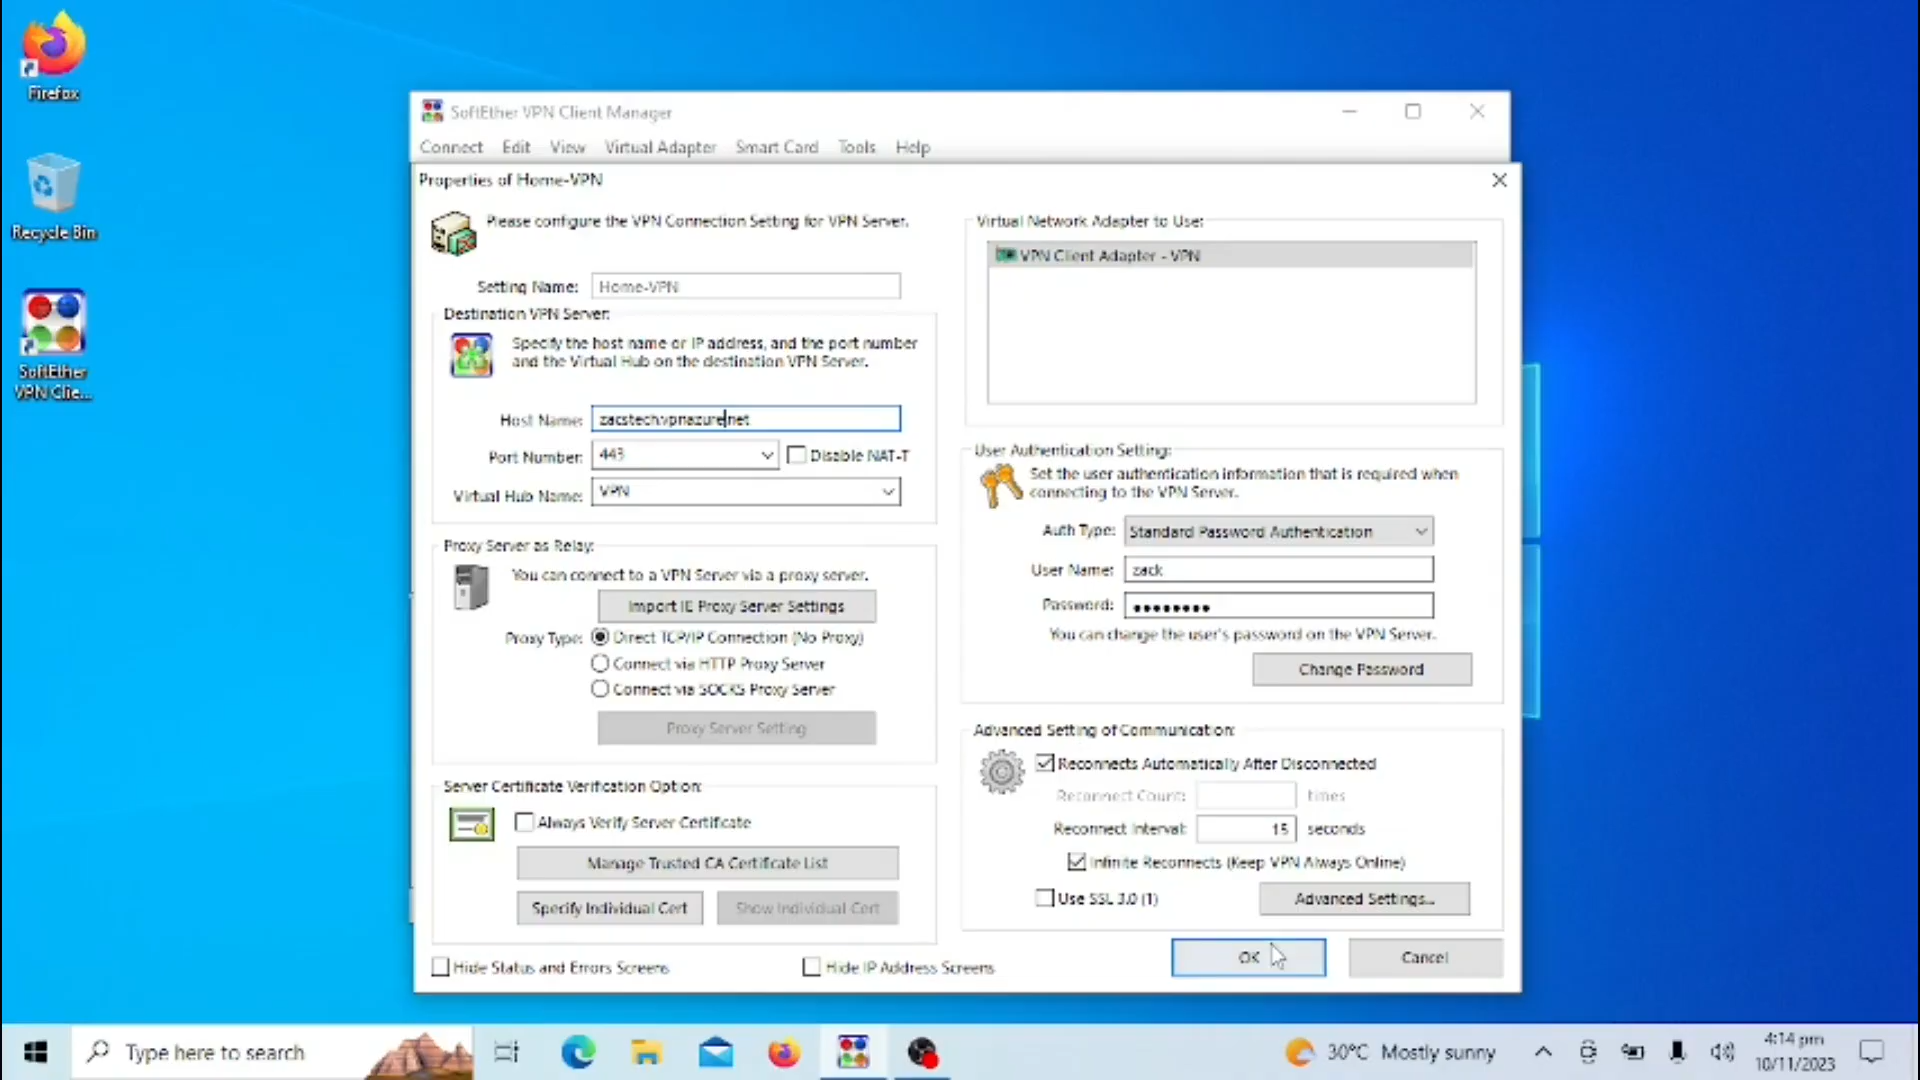 Firefox
Recycle Bin
SoftEther
VPN Clie...
SoftEther VPN Client Manager
Connect Edit View Virtual Adapter Smart Card Tools Help
Properties of Home-VPN
Please configure the VPN Connection Setting for VPN Server.
Setting Name: Home-VPN
Destination VPN Server:
Specify the host name or IP address, and the port number
and the Virtual Hub on the destination VPN Server.
Host Name: zacstech.vpnazure.net
Port Number: 443 Disable NAT-T
Virtual Hub Name: VPN
Proxy Server as Relay:
You can connect to a VPN Server via a proxy server.
Import IE Proxy Server Settings
Proxy Type: Direct TCP/IP Connection (No Proxy)
Connect via HTTP Proxy Server
Connect via SOCKS Proxy Server
Proxy Server Setting
Server Certificate Verification Option:
Always Verify Server Certificate
Manage Trusted CA Certificate List
Specify Individual Cert Show Individual Cert
Hide Status and Errors Screens Hide IP Address Screens
Virtual Network Adapter to Use:
VPN Client Adapter - VPN
User Authentication Setting:
Set the user authentication information that is required when
connecting to the VPN Server.
Auth Type: Standard Password Authentication
User Name: zack
Password: ●●●●●●●●
You can change the user's password on the VPN Server.
Change Password
Advanced Setting of Communication:
Reconnects Automatically After Disconnected
Reconnect Count: times
Reconnect Interval: 15 seconds
Infinite Reconnects (Keep VPN Always Online)
Use SSL 3.0 (1) Advanced Settings...
OK Cancel
Type here to search
30°C Mostly sunny
4:14 pm
10/11/2023